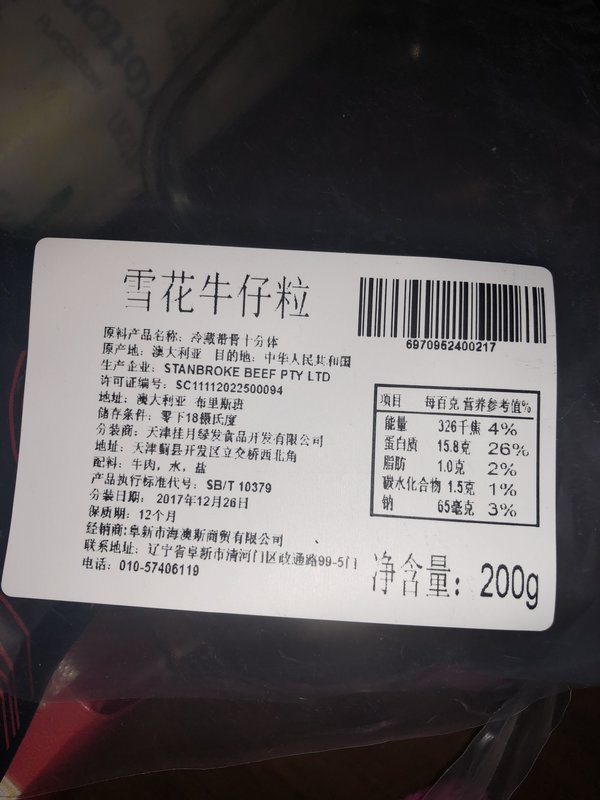 雪花牛仔粒
6970952400217
原料产品名称: 冷藏带骨十分体
原产地: 澳大利亚 目的地: 中华人民共和国
生产企业: STANBROKE BEEF PTY LTD
许可证编号: SC11112022500094
地址: 澳大利亚 布里斯班
储存条件: 零下18摄氏度
分装商: 天津挂月绿发食品开发有限公司
地址: 天津蓟县开发区立交桥西北角
配料: 牛肉, 水, 盐
产品执行标准代号: SB/T 10379
分装日期: 2017年12月26日
保质期: 12个月
经销商:阜新市海澳斯商贸有限公司
联系地址: 辽宁省阜新市清河门区政通路99-5门
电话: 010-57406119
项目 每百克 营养参考值%
能量 326千焦 4%
蛋白质 15.8克 26%
脂肪 1.0克 2%
碳水化合物 1.5克 1%
钠 65毫克 3%
净含量: 200g